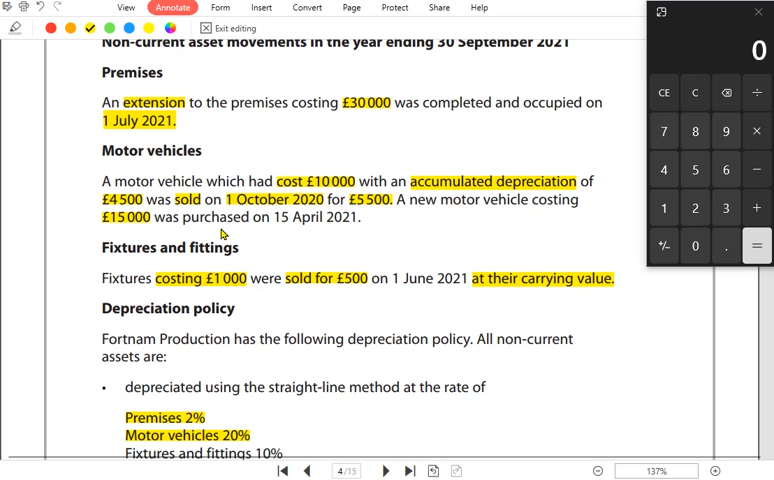 View Annotate Form Insert Convert Page Protect Share Help
Exit editing
Non-current asset movements in the year ending 30 September 2021
Premises
An extension to the premises costing £30 000 was completed and occupied on
1 July 2021.
Motor vehicles
A motor vehicle which had cost £10 000 with an accumulated depreciation of
£4 500 was sold on 1 October 2020 for £5 500. A new motor vehicle costing
£15 000 was purchased on 15 April 2021.
Fixtures and fittings
Fixtures costing £1 000 were sold for £500 on 1 June 2021 at their carrying value.
Depreciation policy
Fortnam Production has the following depreciation policy. All non-current
assets are:
• depreciated using the straight-line method at the rate of
Premises 2%
Motor vehicles 20%
Fixtures and fittings 10%
4 /15
137%
0
CE C ÷
7 8 9 ×
4 5 6 −
1 2 3 +
+/− 0 . =